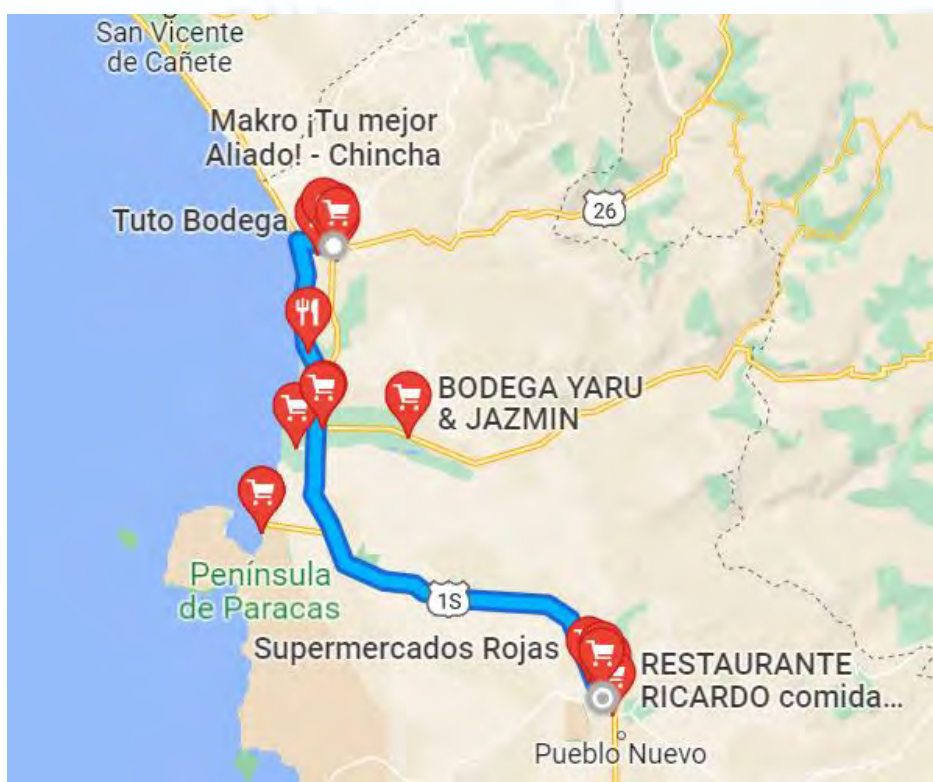 San Vicente
de Cañete
Makro ¡Tu mejor
Aliado! - Chincha
26
Tuto Bodega
BODEGA YARU
& JAZMIN
Península
de Paracas
1S
Supermercados Rojas
RESTAURANTE
RICARDO comida...
Pueblo Nuevo